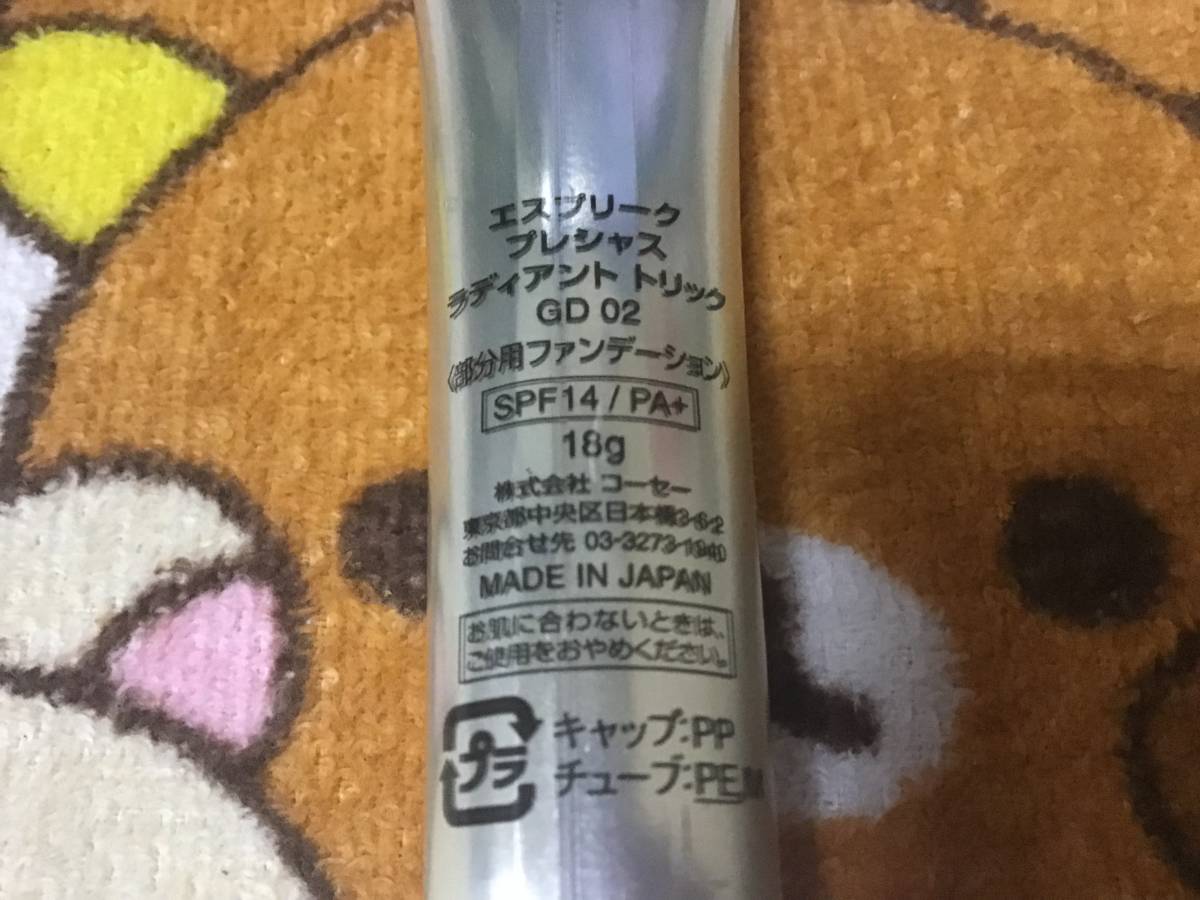 エスプリーク
プレシャス
ラディアント トリック
GD 02
《部分用ファンデーション》
SPF14 / PA+
18g
株式会社 コーセー
東京都中央区日本橋3-6-2
お問合せ先 03-3273-1511
MADE IN JAPAN
お肌に合わないときは、
ご使用をおやめください。
プラ
キャップ:PP
チューブ:PE,M